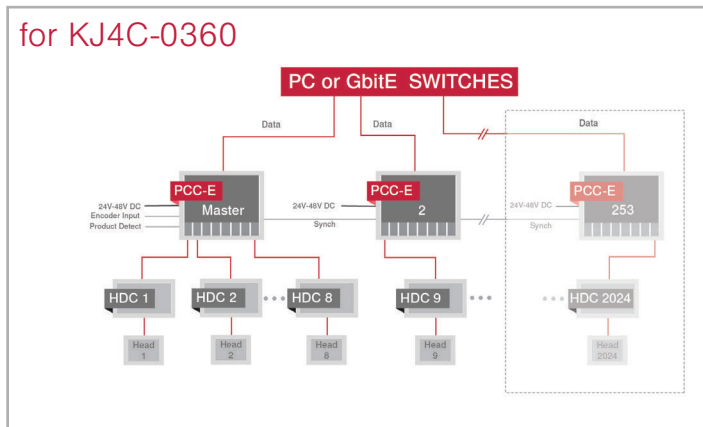 for KJ4C-0360
PC or GbitE SWITCHES
Data
Data
Data
PCC-E
Master
24V-48V DC
Encoder Input
Product Detect
24V-48V DC
PCC-E
2
Synch
24V-48V DC
PCC-E
253
Synch
HDC 1
HDC 2
HDC 8
HDC 9
HDC 2024
Head
1
Head
2
Head
8
Head
9
Head
2024